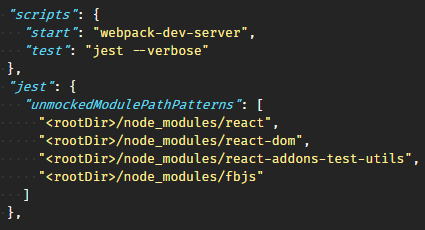 "scripts": {
"start": "webpack-dev-server",
"test": "jest --verbose"
},
"jest": {
"unmockedModulePathPatterns": [
"<rootDir>/node_modules/react",
"<rootDir>/node_modules/react-dom",
"<rootDir>/node_modules/react-addons-test-utils",
"<rootDir>/node_modules/fbjs"
]
},